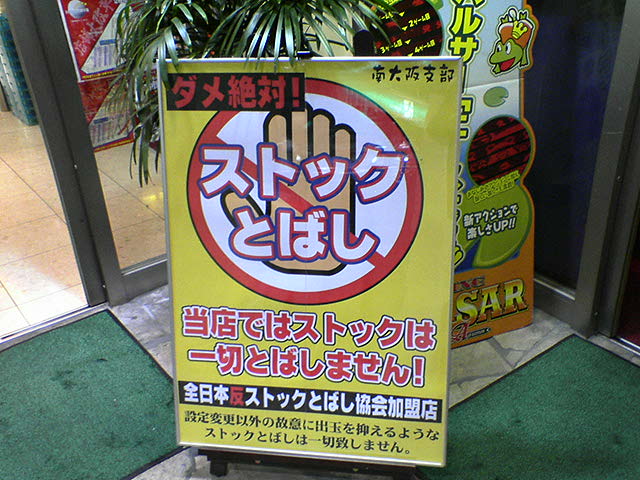 南大阪支部
ダメ絶対!
ストック
とばし
当店ではストックは
一切とばしません!
全日本反ストックとばし協会加盟店
設定変更以外の故意に出玉を抑えるような
ストックとばしは一切致しません。
新アクションで
楽しさUP!!